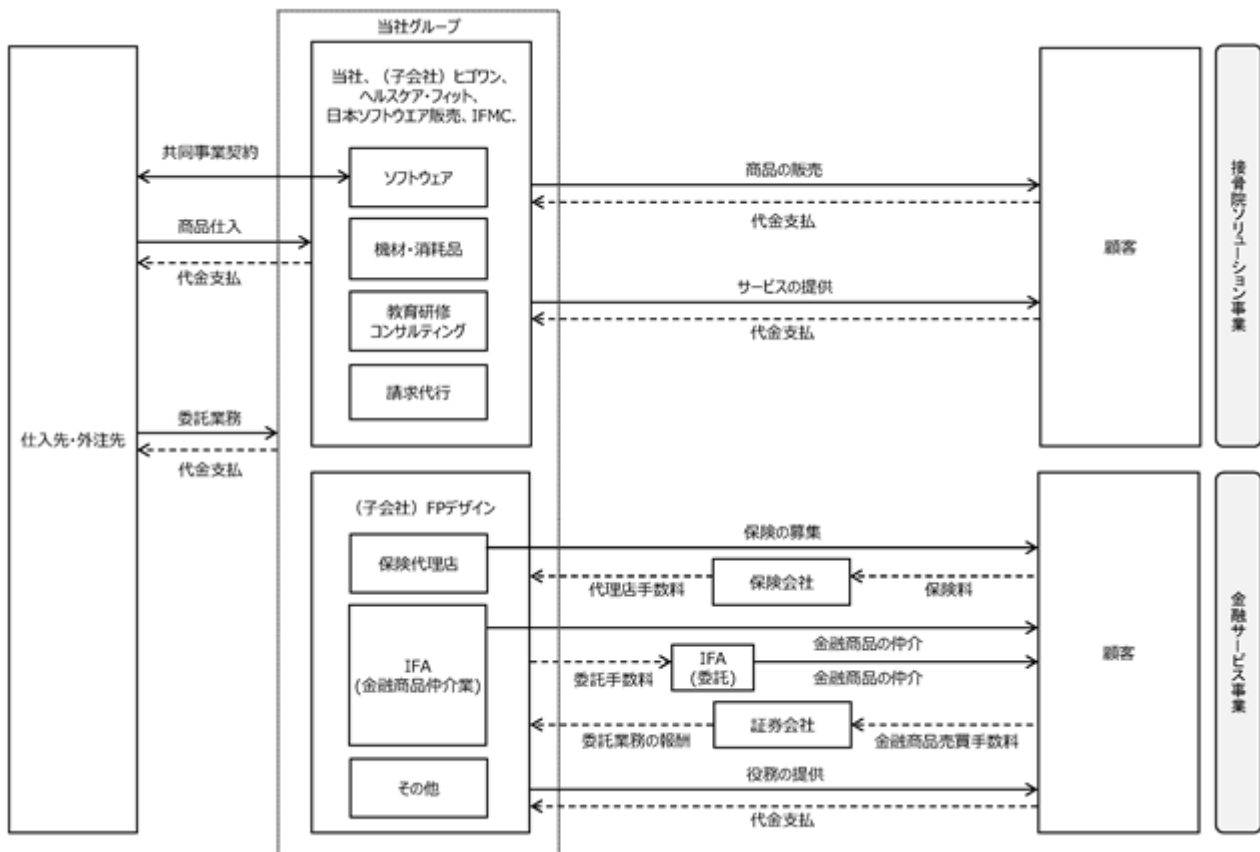 当社グループ
当社、（子会社）ヒゴワン、
ヘルスケア・フィット、
日本ソフトウエア販売、IFMC.
共同事業契約
ソフトウェア
商品の販売
代金支払
商品仕入
代金支払
機材・消耗品
サービスの提供
代金支払
教育研修
コンサルティング
請求代行
顧客
接骨院ソリューション事業
仕入先・外注先
委託業務
代金支払
（子会社）FPデザイン
保険代理店
保険の募集
代理店手数料
保険会社
保険料
IFA
(金融商品仲介業)
金融商品の仲介
委託手数料
IFA
(委託)
金融商品の仲介
委託業務の報酬
証券会社
金融商品売買手数料
その他
役務の提供
代金支払
顧客
金融サービス事業